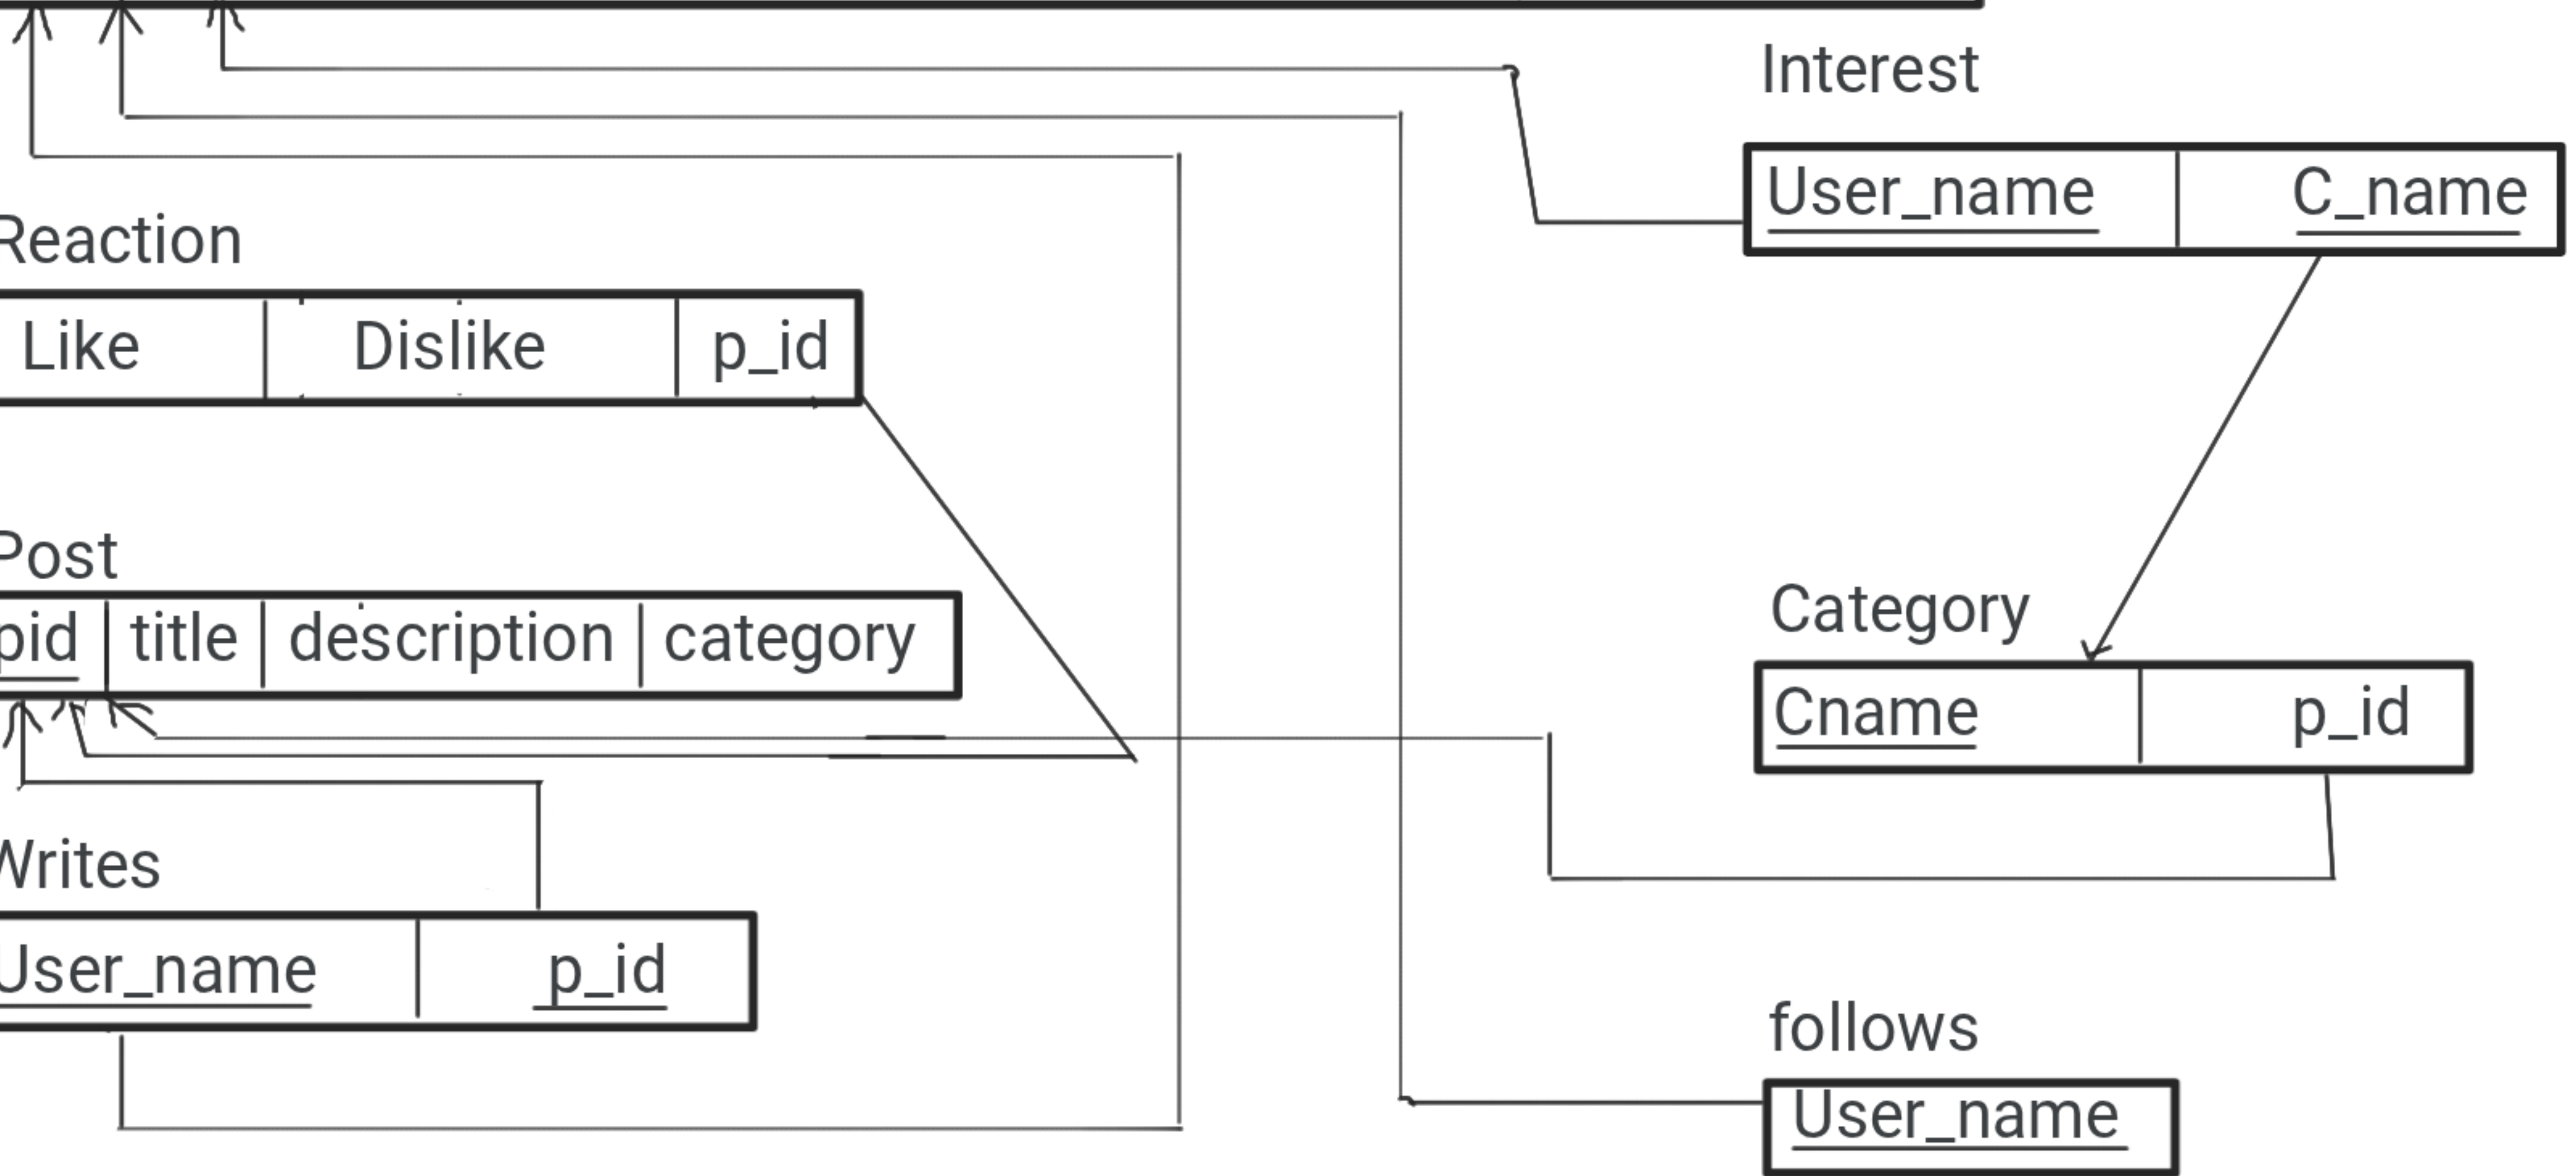 Interest
User_name C_name
Reaction
Like Dislike p_id
Post
pid title description category
Category
Cname p_id
Writes
User_name p_id
follows
User_name